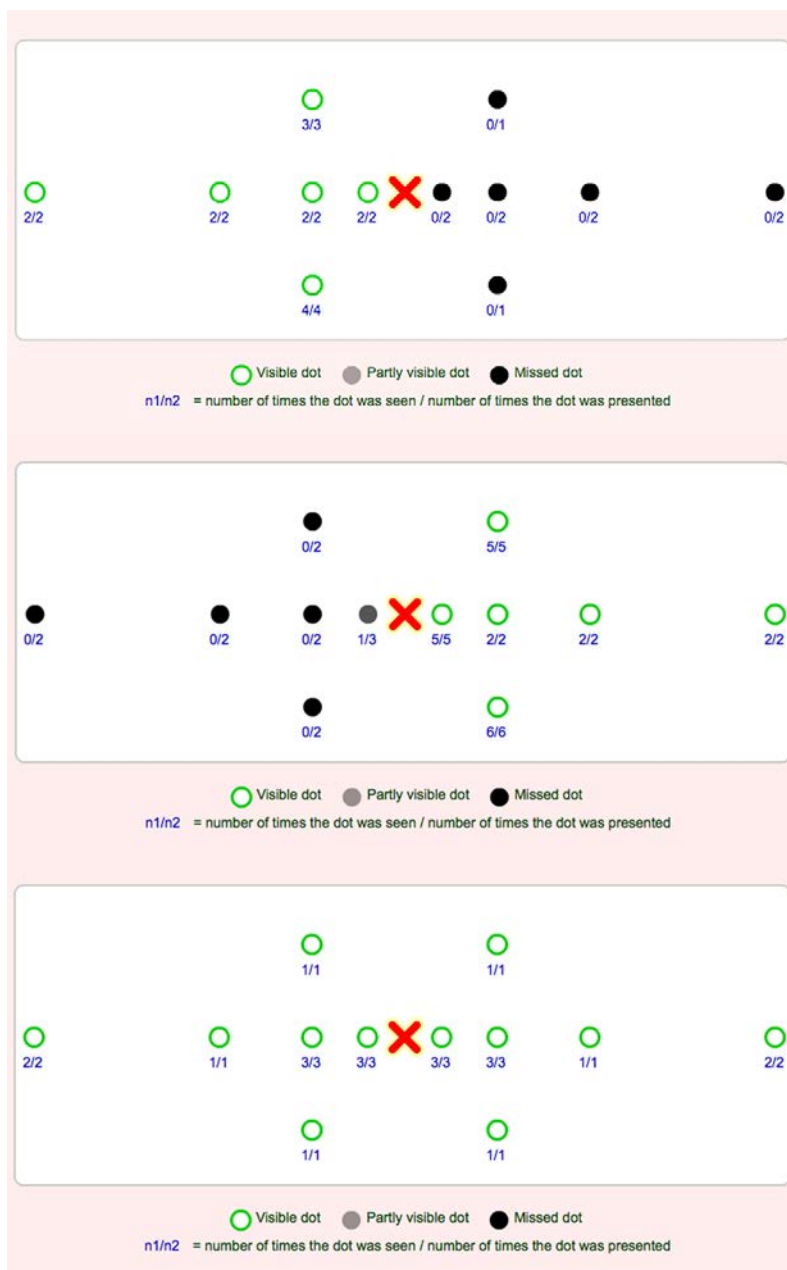 3/3 0/1
2/2 2/2 2/2 2/2 0/2 0/2 0/2 0/2
4/4 0/1
Visible dot Partly visible dot Missed dot
n1/n2 = number of times the dot was seen / number of times the dot was presented
0/2 5/5
0/2 0/2 0/2 1/3 5/5 2/2 2/2 2/2
0/2 6/6
Visible dot Partly visible dot Missed dot
n1/n2 = number of times the dot was seen / number of times the dot was presented
1/1 1/1
2/2 1/1 3/3 3/3 3/3 3/3 1/1 2/2
1/1 1/1
Visible dot Partly visible dot Missed dot
n1/n2 = number of times the dot was seen / number of times the dot was presented